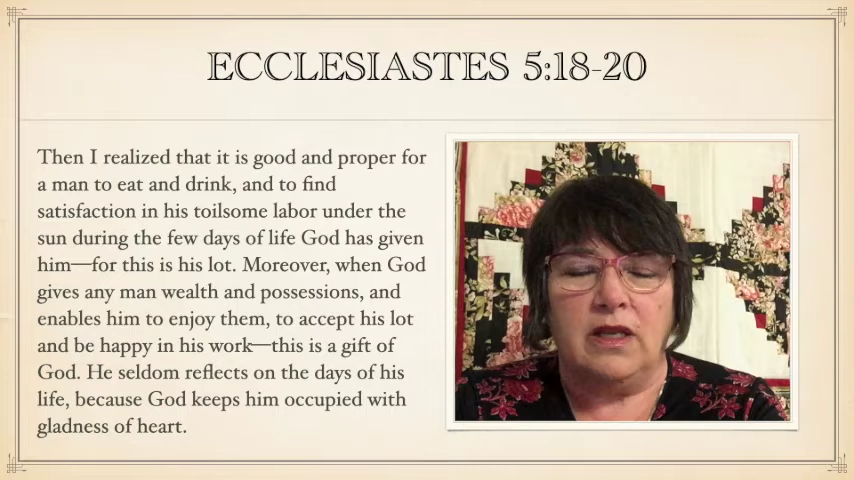 ECCLESIASTES 5:18-20
Then I realized that it is good and proper for
a man to eat and drink, and to find
satisfaction in his toilsome labor under the
sun during the few days of life God has given
him—for this is his lot. Moreover, when God
gives any man wealth and possessions, and
enables him to enjoy them, to accept his lot
and be happy in his work—this is a gift of
God. He seldom reflects on the days of his
life, because God keeps him occupied with
gladness of heart.